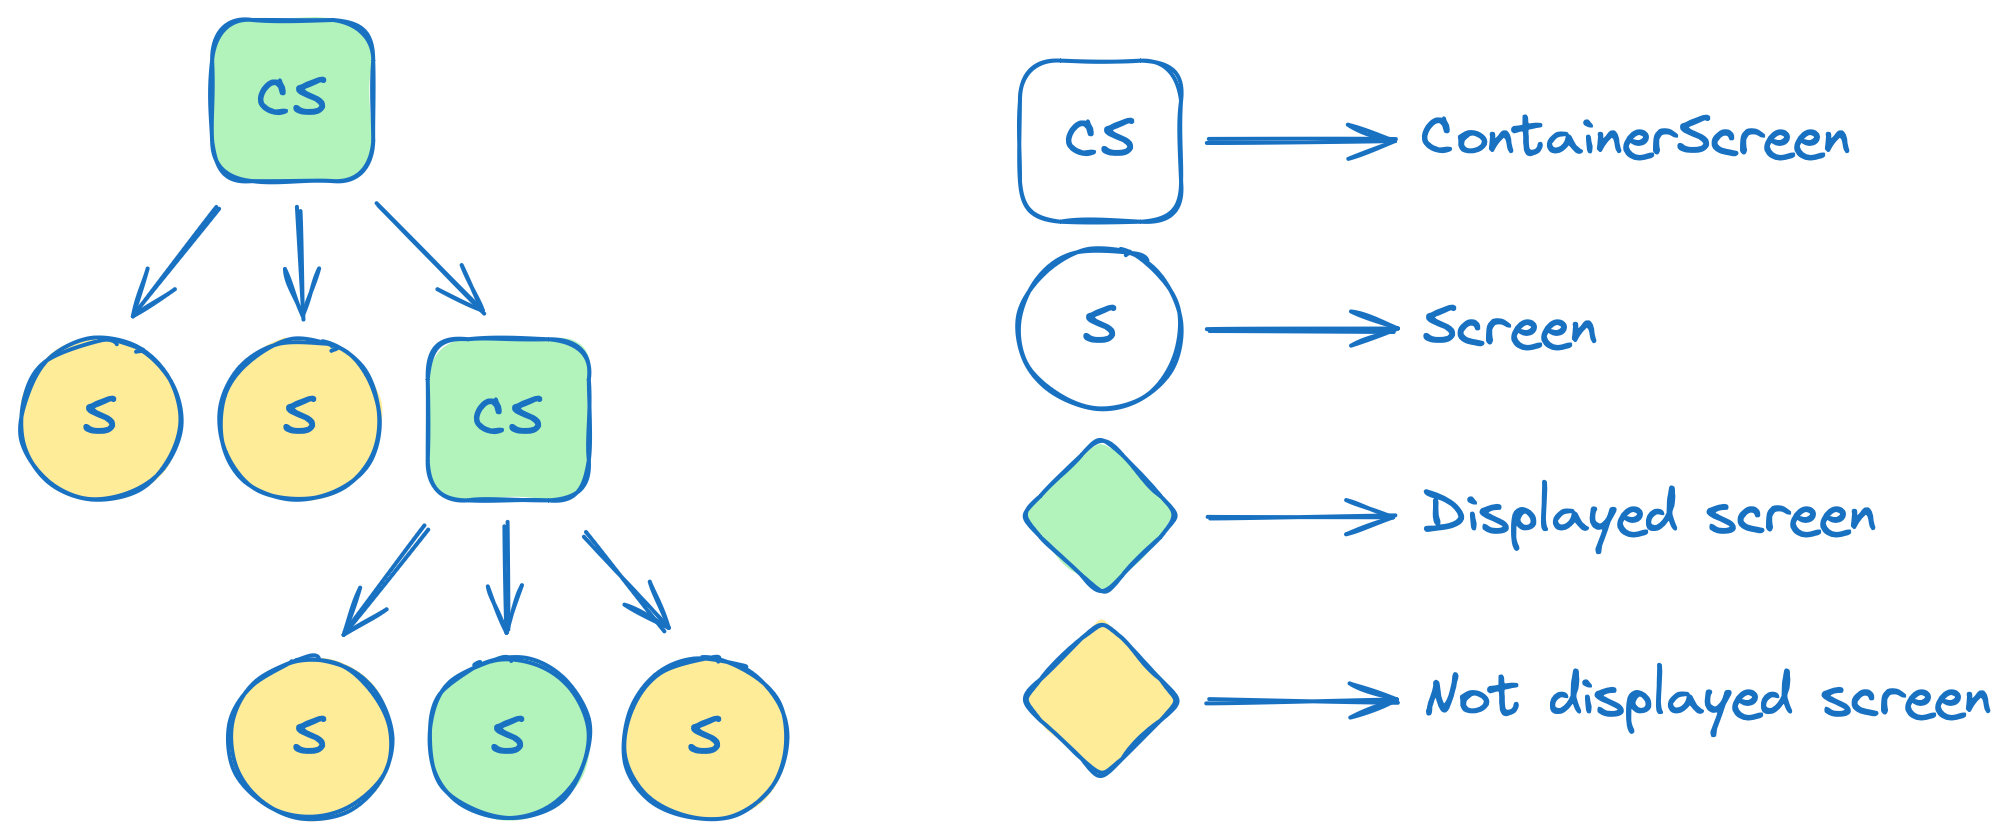 CS
S
S
CS
S
S
S
CS
ContainerScreen
S
Screen
Displayed screen
Not displayed screen